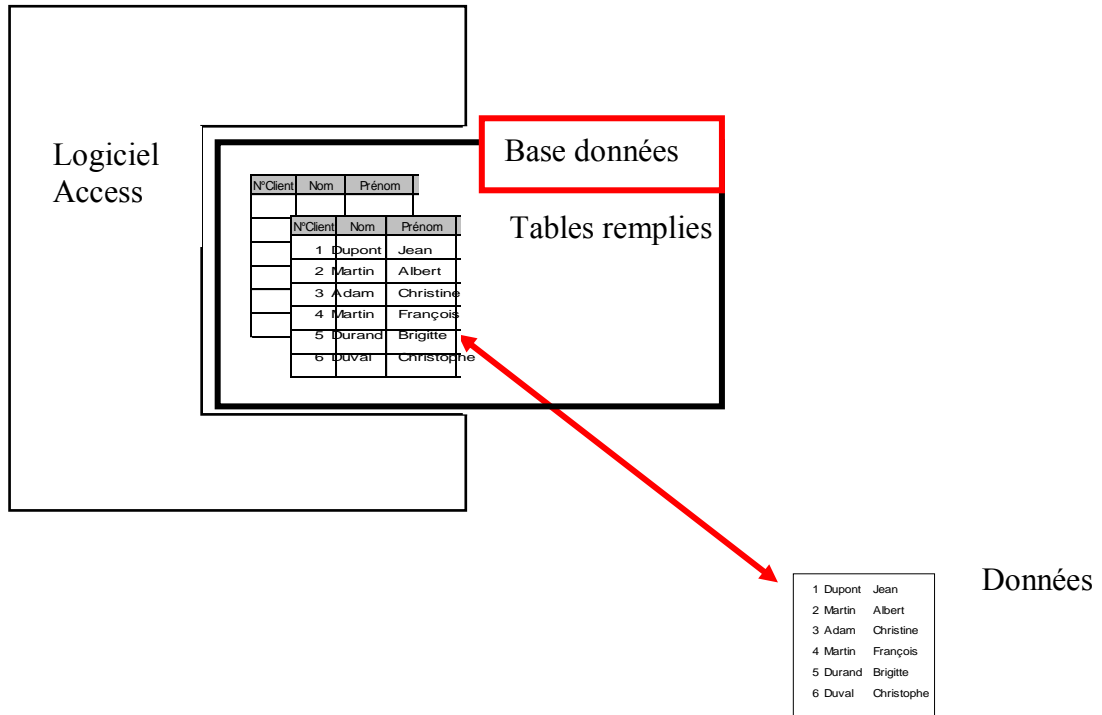 Logiciel
Access
Base données
Tables remplies
N°Client Nom Prénom
N°Client Nom Prénom
1 Dupont Jean
2 Martin Albert
3 Adam Christine
4 Martin François
5 Durand Brigitte
6 Duval Christophe
Données
1 Dupont Jean
2 Martin Albert
3 Adam Christine
4 Martin François
5 Durand Brigitte
6 Duval Christophe